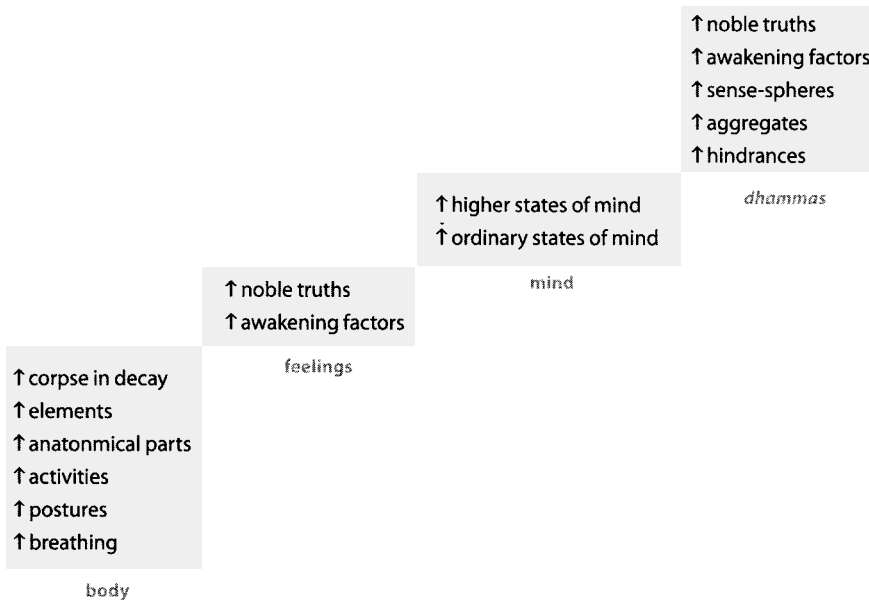 ↑ noble truths
↑ awakening factors
↑ sense-spheres
↑ aggregates
↑ hindrances
dhammas
↑ higher states of mind
↑ ordinary states of mind
mind
↑ noble truths
↑ awakening factors
feelings
↑ corpse in decay
↑ elements
↑ anatonmical parts
↑ activities
↑ postures
↑ breathing
body